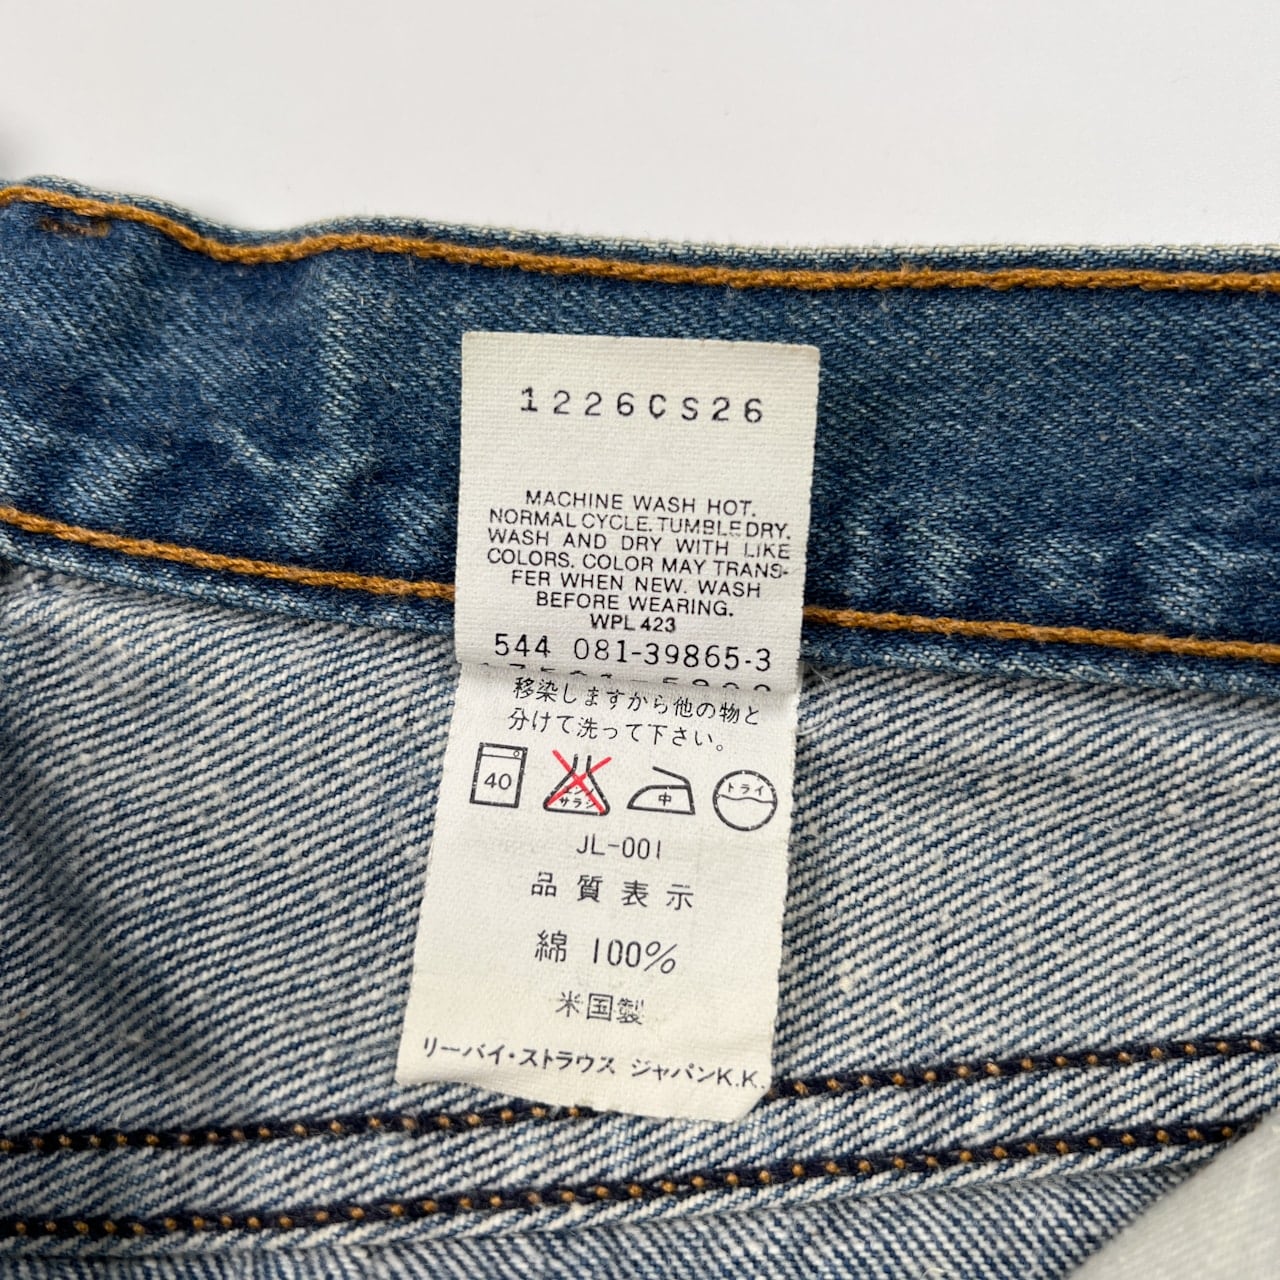 1226CS26
MACHINE WASH HOT.
NORMAL CYCLE. TUMBLE DRY.
WASH AND DRY WITH LIKE
COLORS. COLOR MAY TRANS-
FER WHEN NEW. WASH
BEFORE WEARING.
WPL 423
544 081-39865-3
移染しますから他の物と
分けて洗って下さい。
40 サラシ 中 ドライ
JL-001
品質表示
綿 100%
米国製
リーバイ・ストラウス ジャパンK.K.